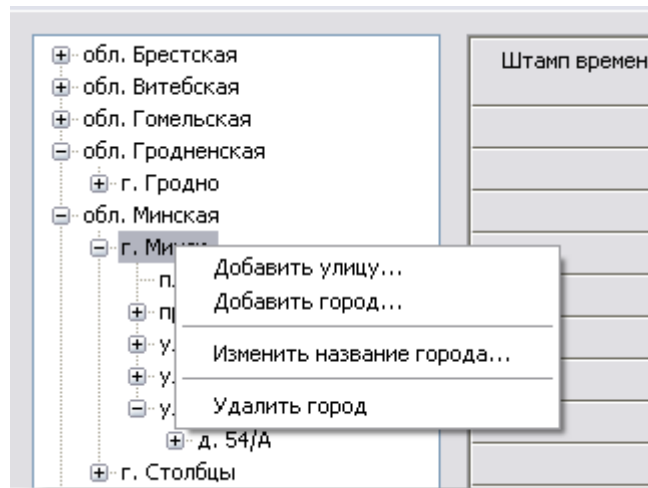 обл. Брестская
Штамп времен
обл. Витебская
обл. Гомельская
обл. Гродненская
г. Гродно
обл. Минская
г.
Добавить улицу...
Добавить город...
Изменить название города...
Удалить город
д. 54/А
г. Столбцы